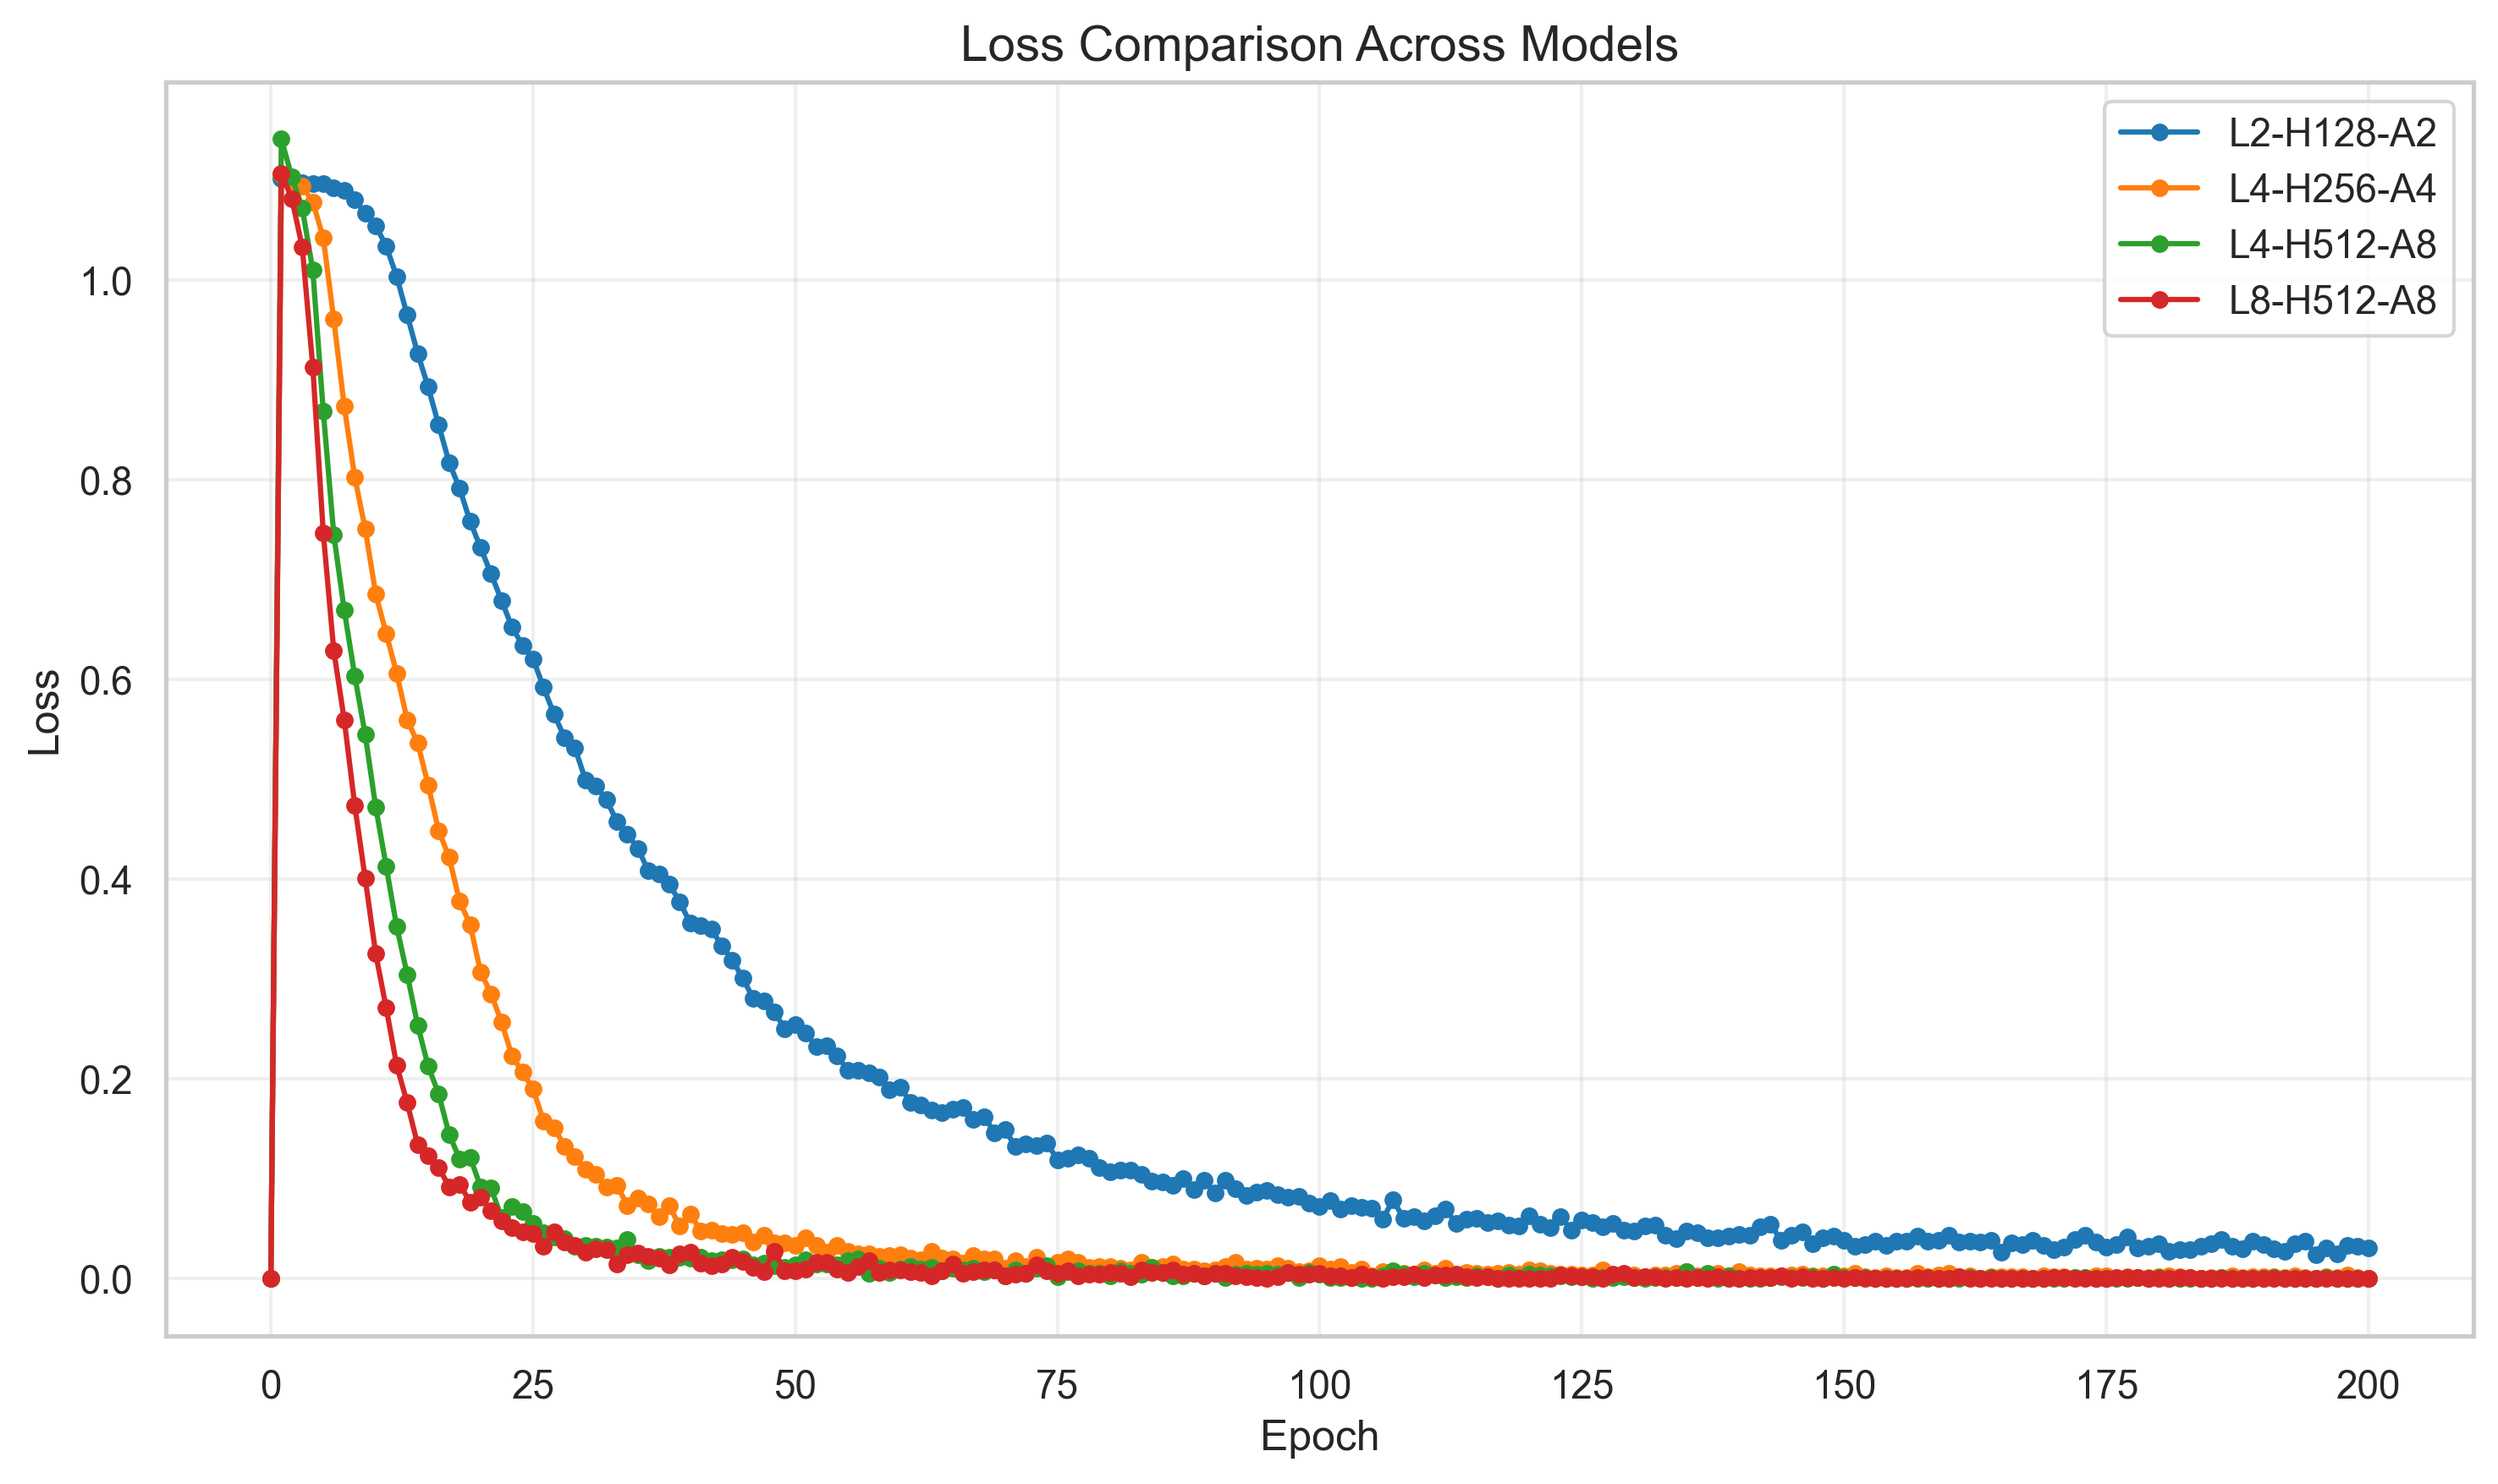 Loss Comparison Across Models
L2-H128-A2
L4-H256-A4
L4-H512-A8
L8-H512-A8
Loss
1.0
0.8
0.6
0.4
0.2
0.0
0 25 50 75 100 125 150 175 200
Epoch